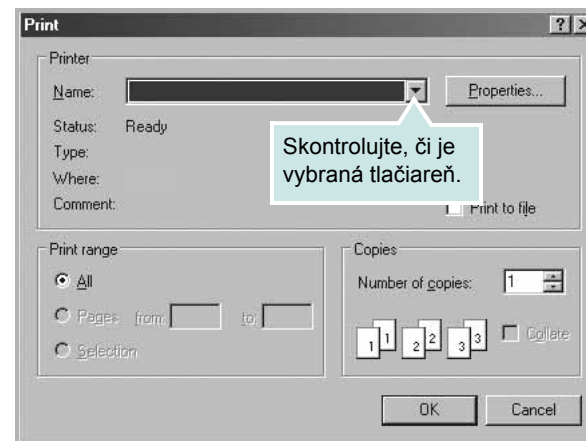 Print
Printer
Name:
Properties...
Status: Ready
Type:
Where:
Comment:
Print to file
Skontrolujte, či je
vybraná tlačiareň.
Print range
All
Pages from: to:
Selection
Copies
Number of copies: 1
1 1 2 2 3 3
Collate
OK Cancel